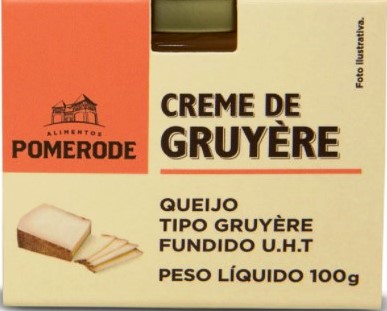 Foto Ilustrativa.
ALIMENTOS
POMERODE
CREME DE
GRUYÈRE
QUEIJO
TIPO GRUYÈRE
FUNDIDO U.H.T
PESO LÍQUIDO 100g